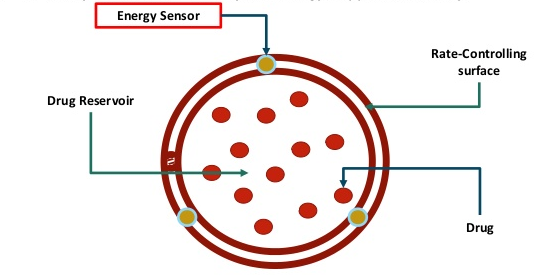 Energy Sensor
Rate-Controlling
surface
Drug Reservoir
Drug